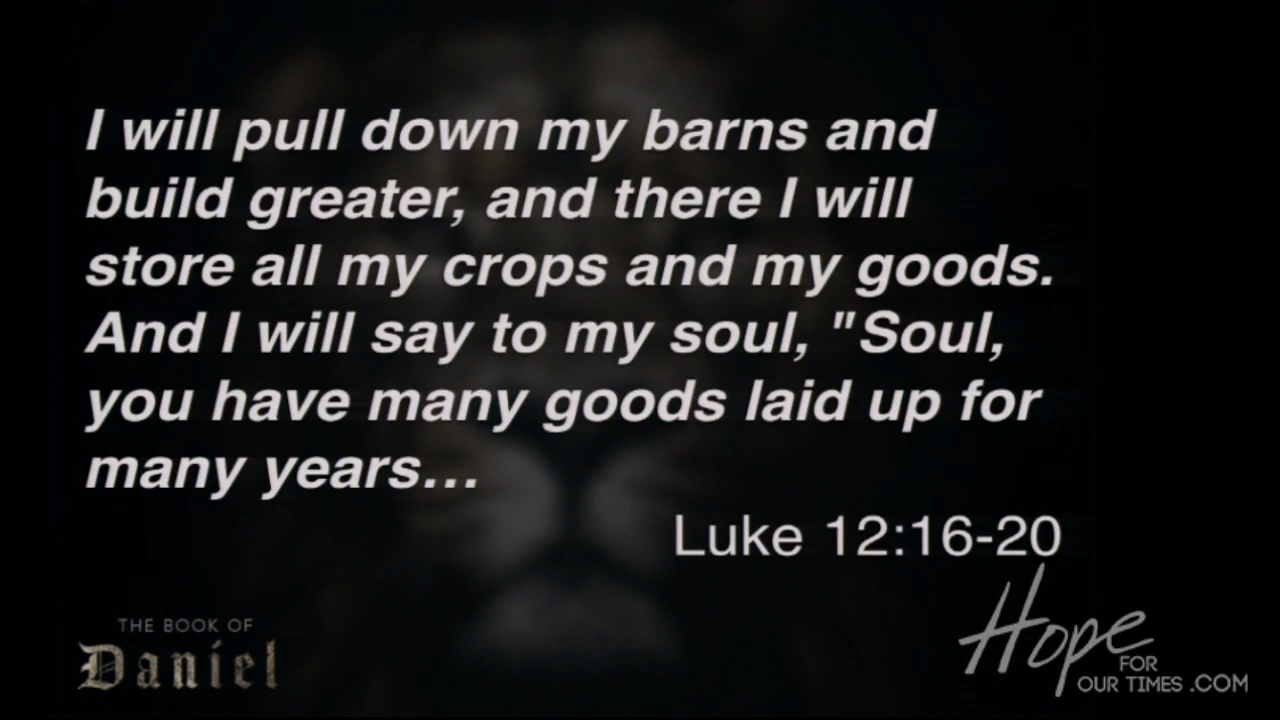 I will pull down my barns and
build greater, and there I will
store all my crops and my goods.
And I will say to my soul, "Soul,
you have many goods laid up for
many years...
Luke 12:16-20
THE BOOK OF
Daniel
Hope
FOR
OUR TIMES .COM